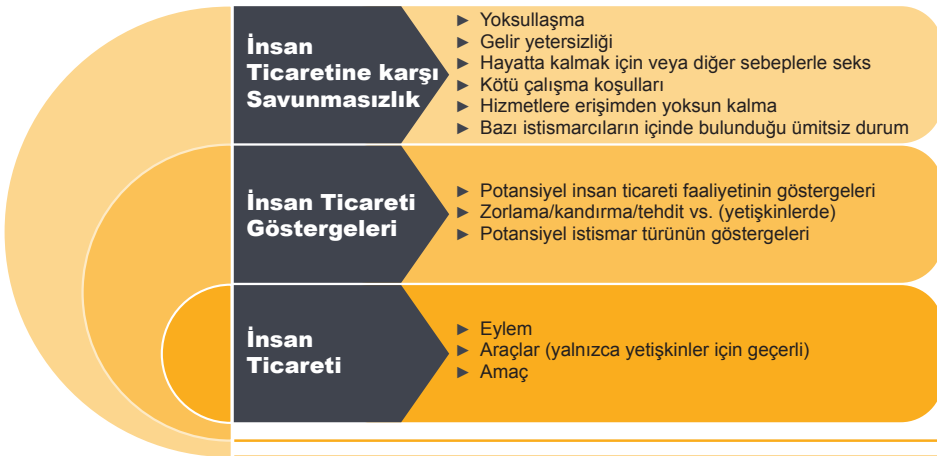 İnsan
Ticaretine karşı
Savunmasızlık
► Yoksullaşma
► Gelir yetersizliği
► Hayatta kalmak için veya diğer sebeplerle seks
► Kötü çalışma koşulları
► Hizmetlere erişimden yoksun kalma
► Bazı istismarcıların içinde bulunduğu ümitsiz durum
İnsan Ticareti
Göstergeleri
► Potansiyel insan ticareti faaliyetinin göstergeleri
► Zorlama/kandırma/tehdit vs. (yetişkinlerde)
► Potansiyel istismar türünün göstergeleri
İnsan
Ticareti
► Eylem
► Araçlar (yalnızca yetişkinler için geçerli)
► Amaç